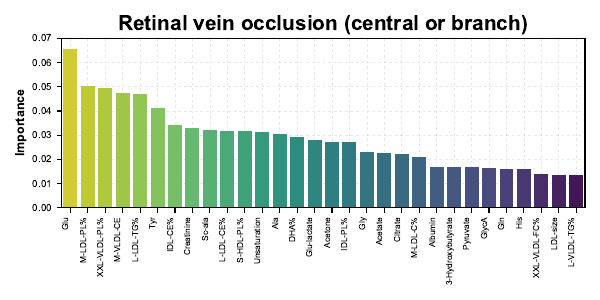 Retinal vein occlusion (central or branch)
Importance
0.07
0.06
0.05
0.04
0.03
0.02
0.01
0.00
Glu
M-LDL-PL%
XXL-VLDL-PL%
M-VLDL-CE
L-LDL-TG%
Tyr
IDL-CE%
Creatinine
Sc-ala
L-LDL-CE%
S-HDL-PL%
Unsaturation
Ala
DHA%
Glu-lactate
Acetone
IDL-PL%
Gly
Acetate
Citrate
M-LDL-C%
Albumin
3-Hydroxybutyrate
Pyruvate
GlycA
Gln
His
XXL-VLDL-FC%
LDL-size
L-VLDL-TG%